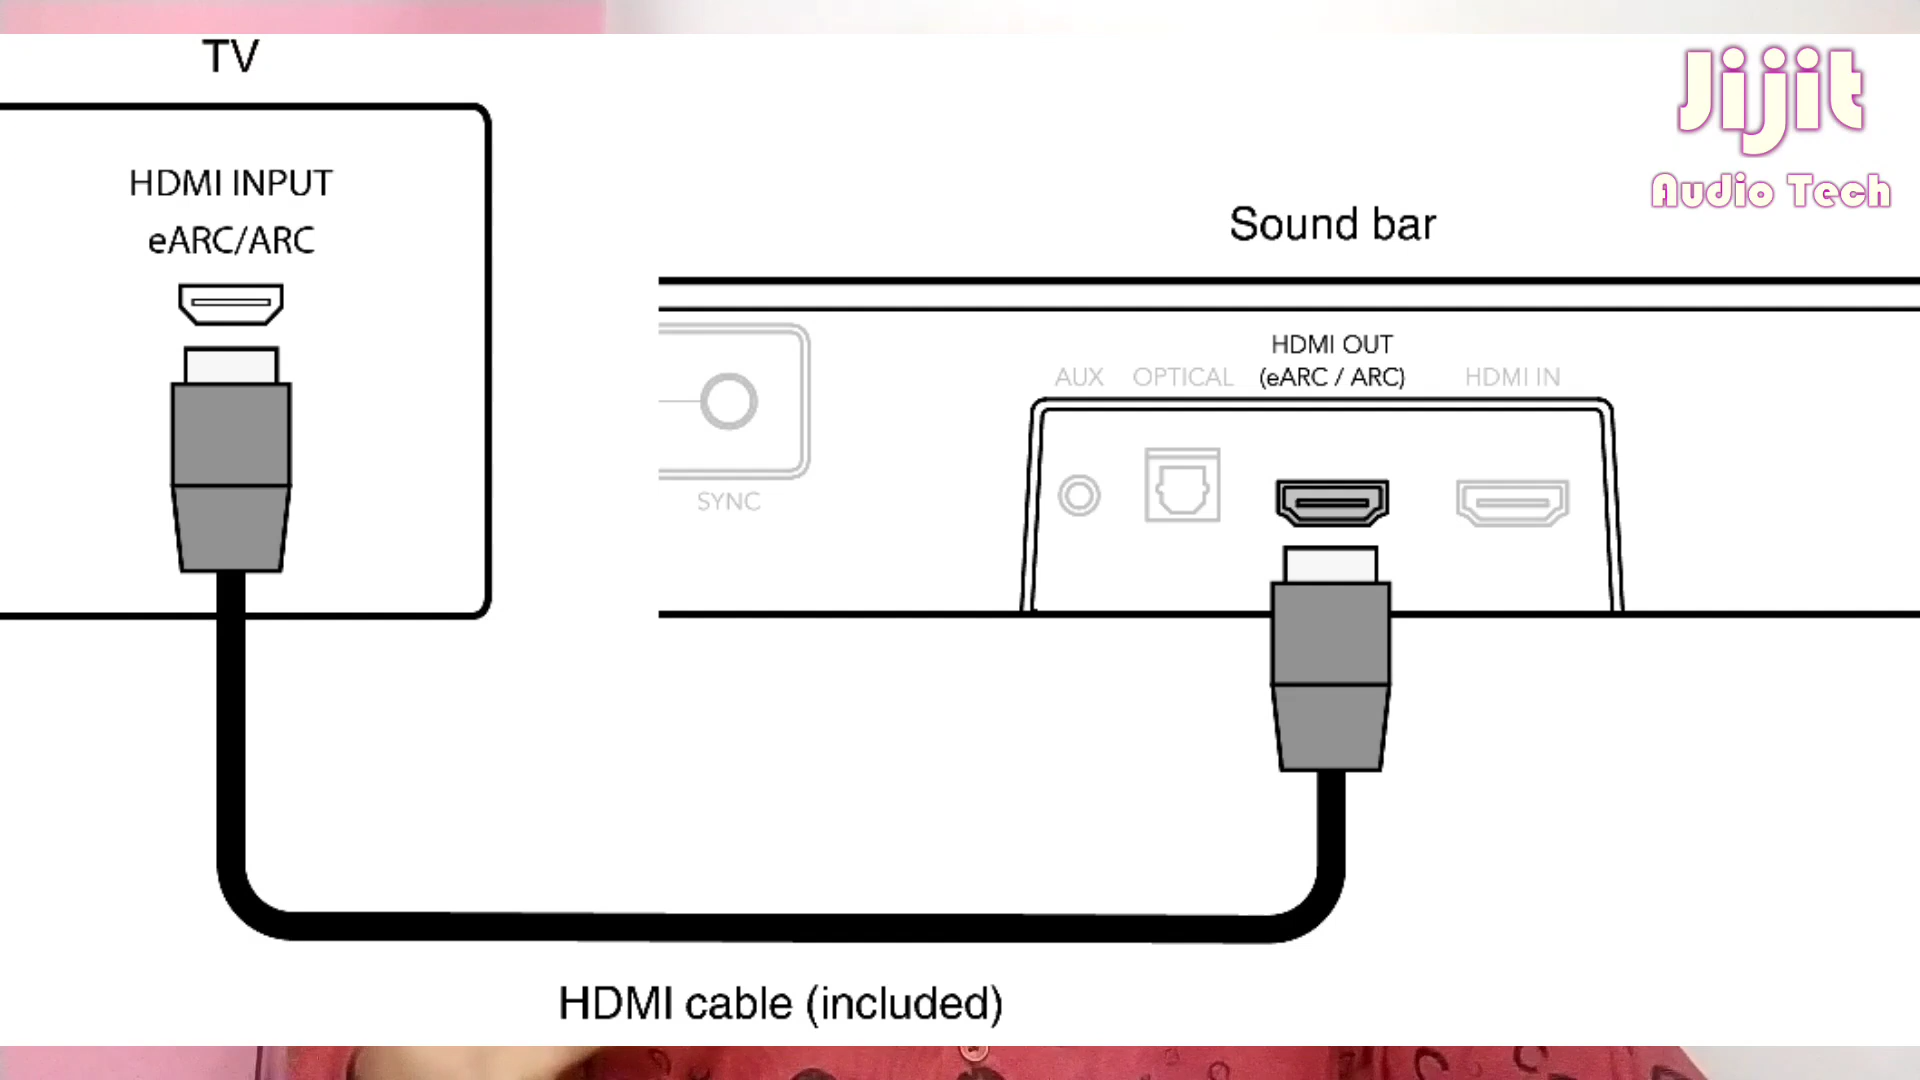 TV
HDMI INPUT
eARC/ARC
Jijit
Audio Tech
Sound bar
HDMI OUT
AUX OPTICAL (eARC / ARC) HDMI IN
SYNC
HDMI cable (included)